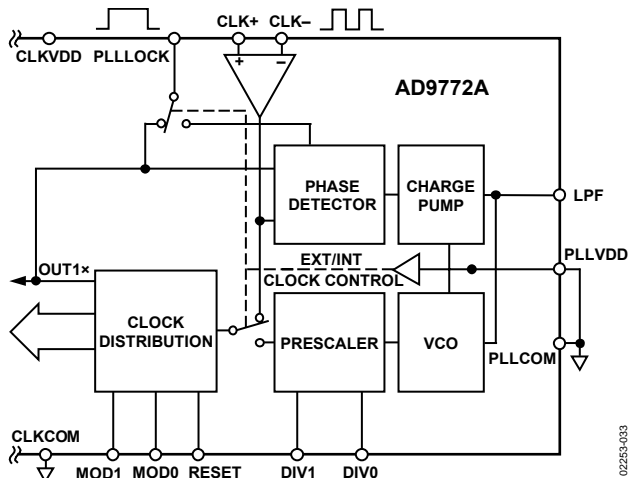 CLK+ CLK–
CLKVDD PLLLOCK
AD9772A
+ –
PHASE
DETECTOR
CHARGE
PUMP
LPF
EXT/INT
CLOCK CONTROL
PLLVDD
OUT1×
CLOCK
DISTRIBUTION
PRESCALER
VCO
PLLCOM
CLKCOM
MOD1 MOD0 RESET DIV1 DIV0
02253-033